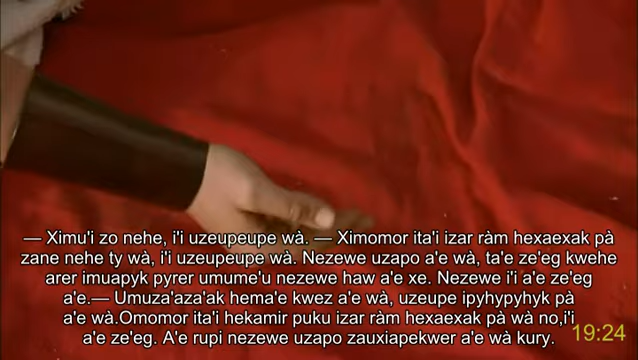 — Ximu'i zo nehe, i'i uzeupeupe wà. — Ximomor ita'i izar ràm hexaexak pà
zane nehe ty wà, i'i uzeupeupe wà. Nezewe uzapo a'e wà, ta'e ze'eg kwehe
arer imuapyk pyrer umume'u nezewe haw a'e xe. Nezewe i'i a'e ze'eg
a'e.— Umuza'aza'ak hema'e kwez a'e wà, uzeupe ipyhypyhyk pà
a'e wà.Omomor ita'i hekamir puku izar ràm hexaexak pà wà no,i'i
a'e ze'eg. A'e rupi nezewe uzapo zauxiapekwer a'e wà kury.
19:24